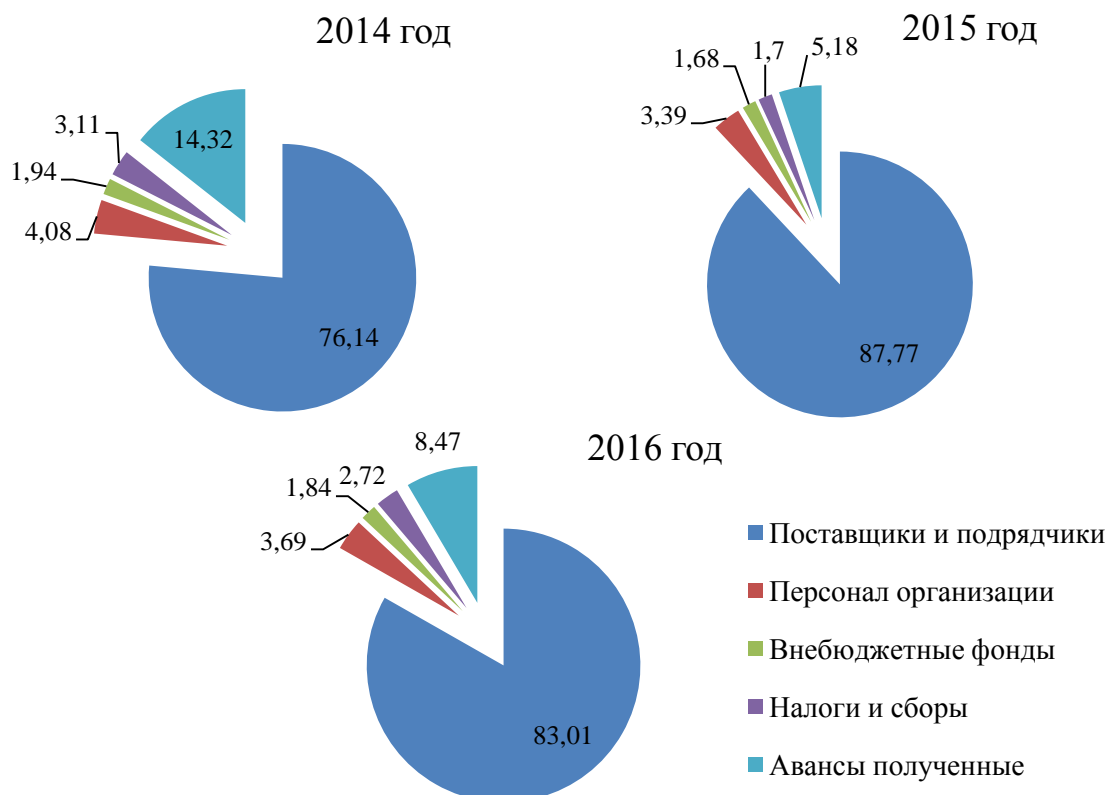 2014 год
14,32
3,11
1,94
4,08
76,14
2015 год
5,18
1,7
1,68
3,39
87,77
2016 год
8,47
2,72
1,84
3,69
83,01
Поставщики и подрядчики
Персонал организации
Внебюджетные фонды
Налоги и сборы
Авансы полученные